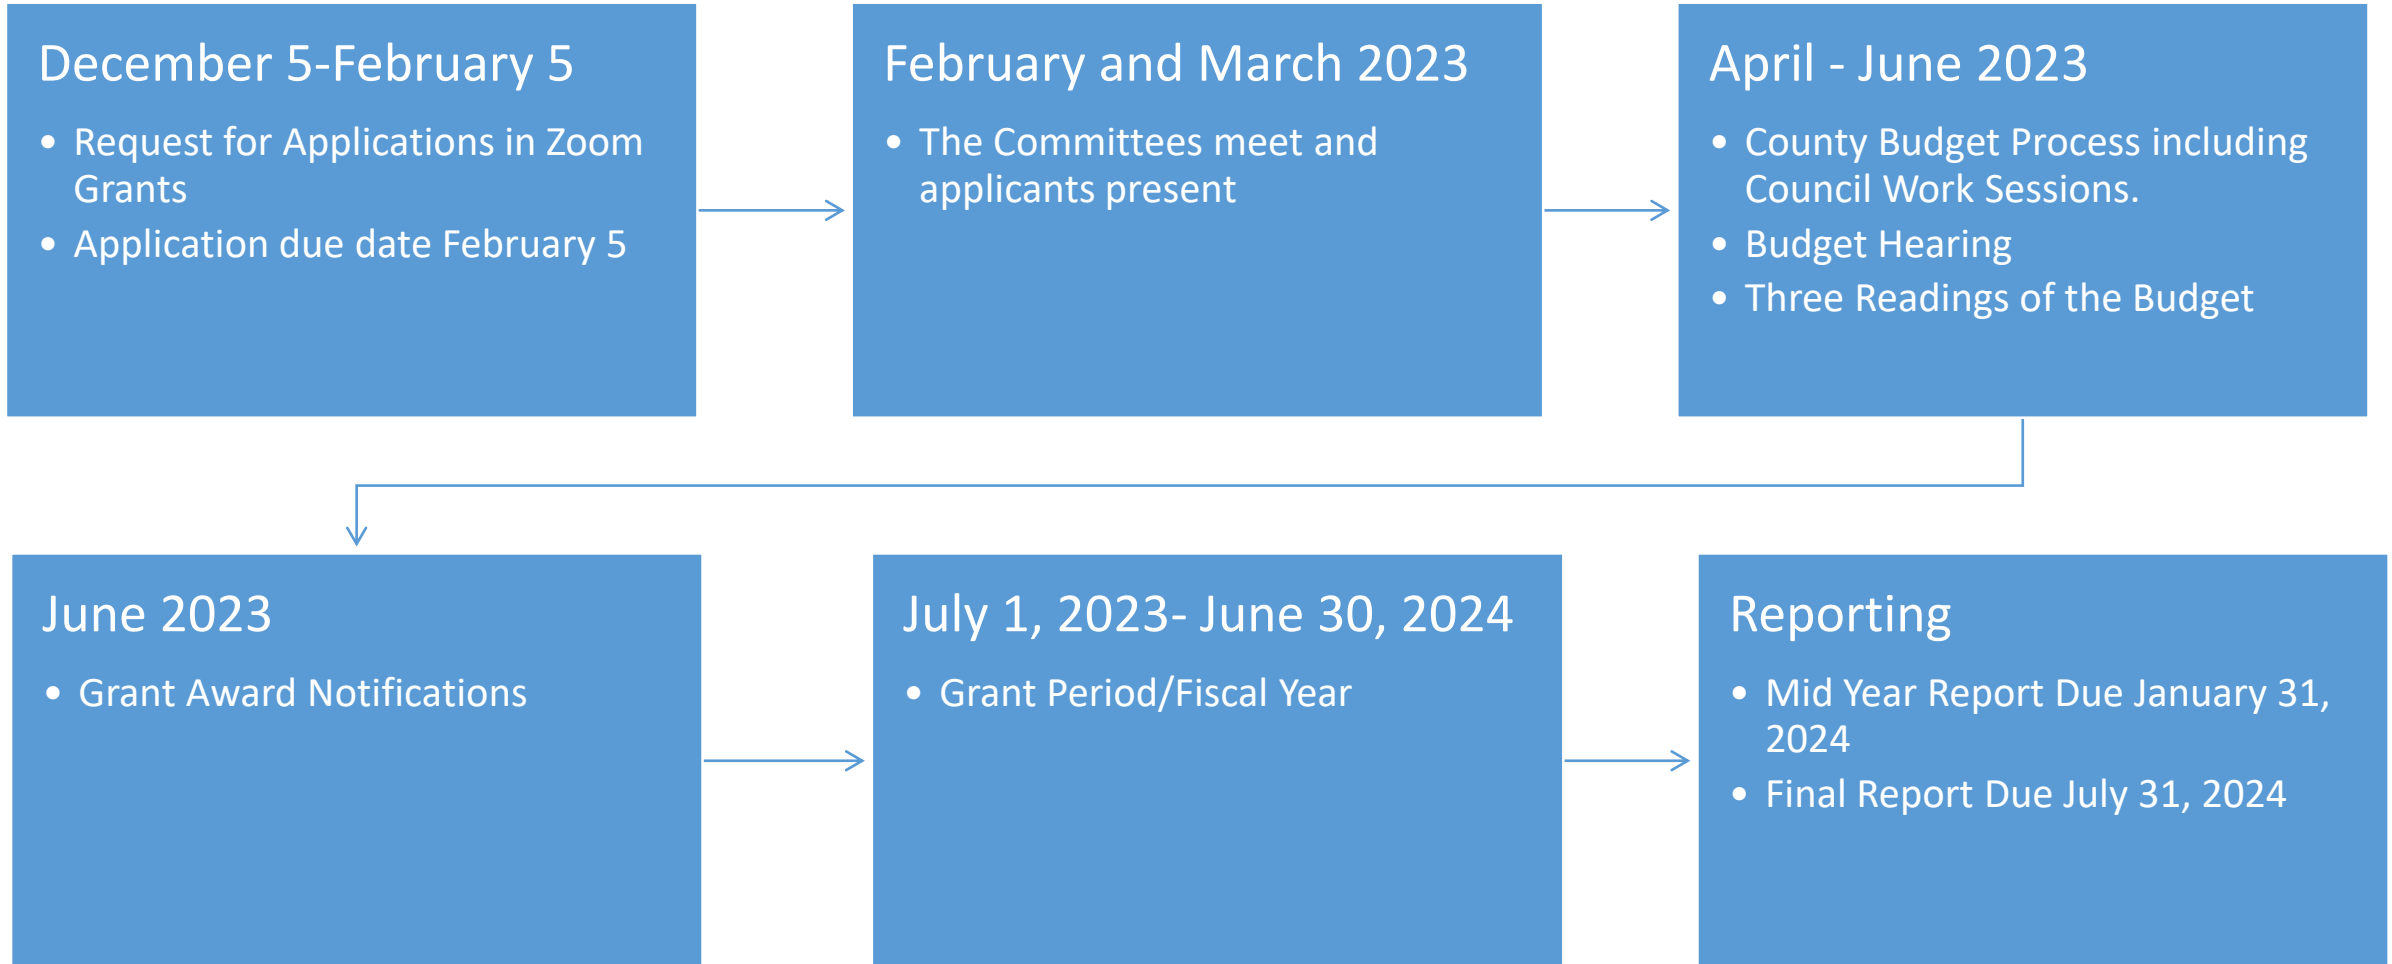 December 5-February 5
• Request for Applications in Zoom
Grants
• Application due date February 5
February and March 2023
• The Committees meet and
applicants present
April - June 2023
• County Budget Process including
Council Work Sessions.
• Budget Hearing
• Three Readings of the Budget
June 2023
• Grant Award Notifications
July 1, 2023- June 30, 2024
• Grant Period/Fiscal Year
Reporting
• Mid Year Report Due January 31,
2024
• Final Report Due July 31, 2024